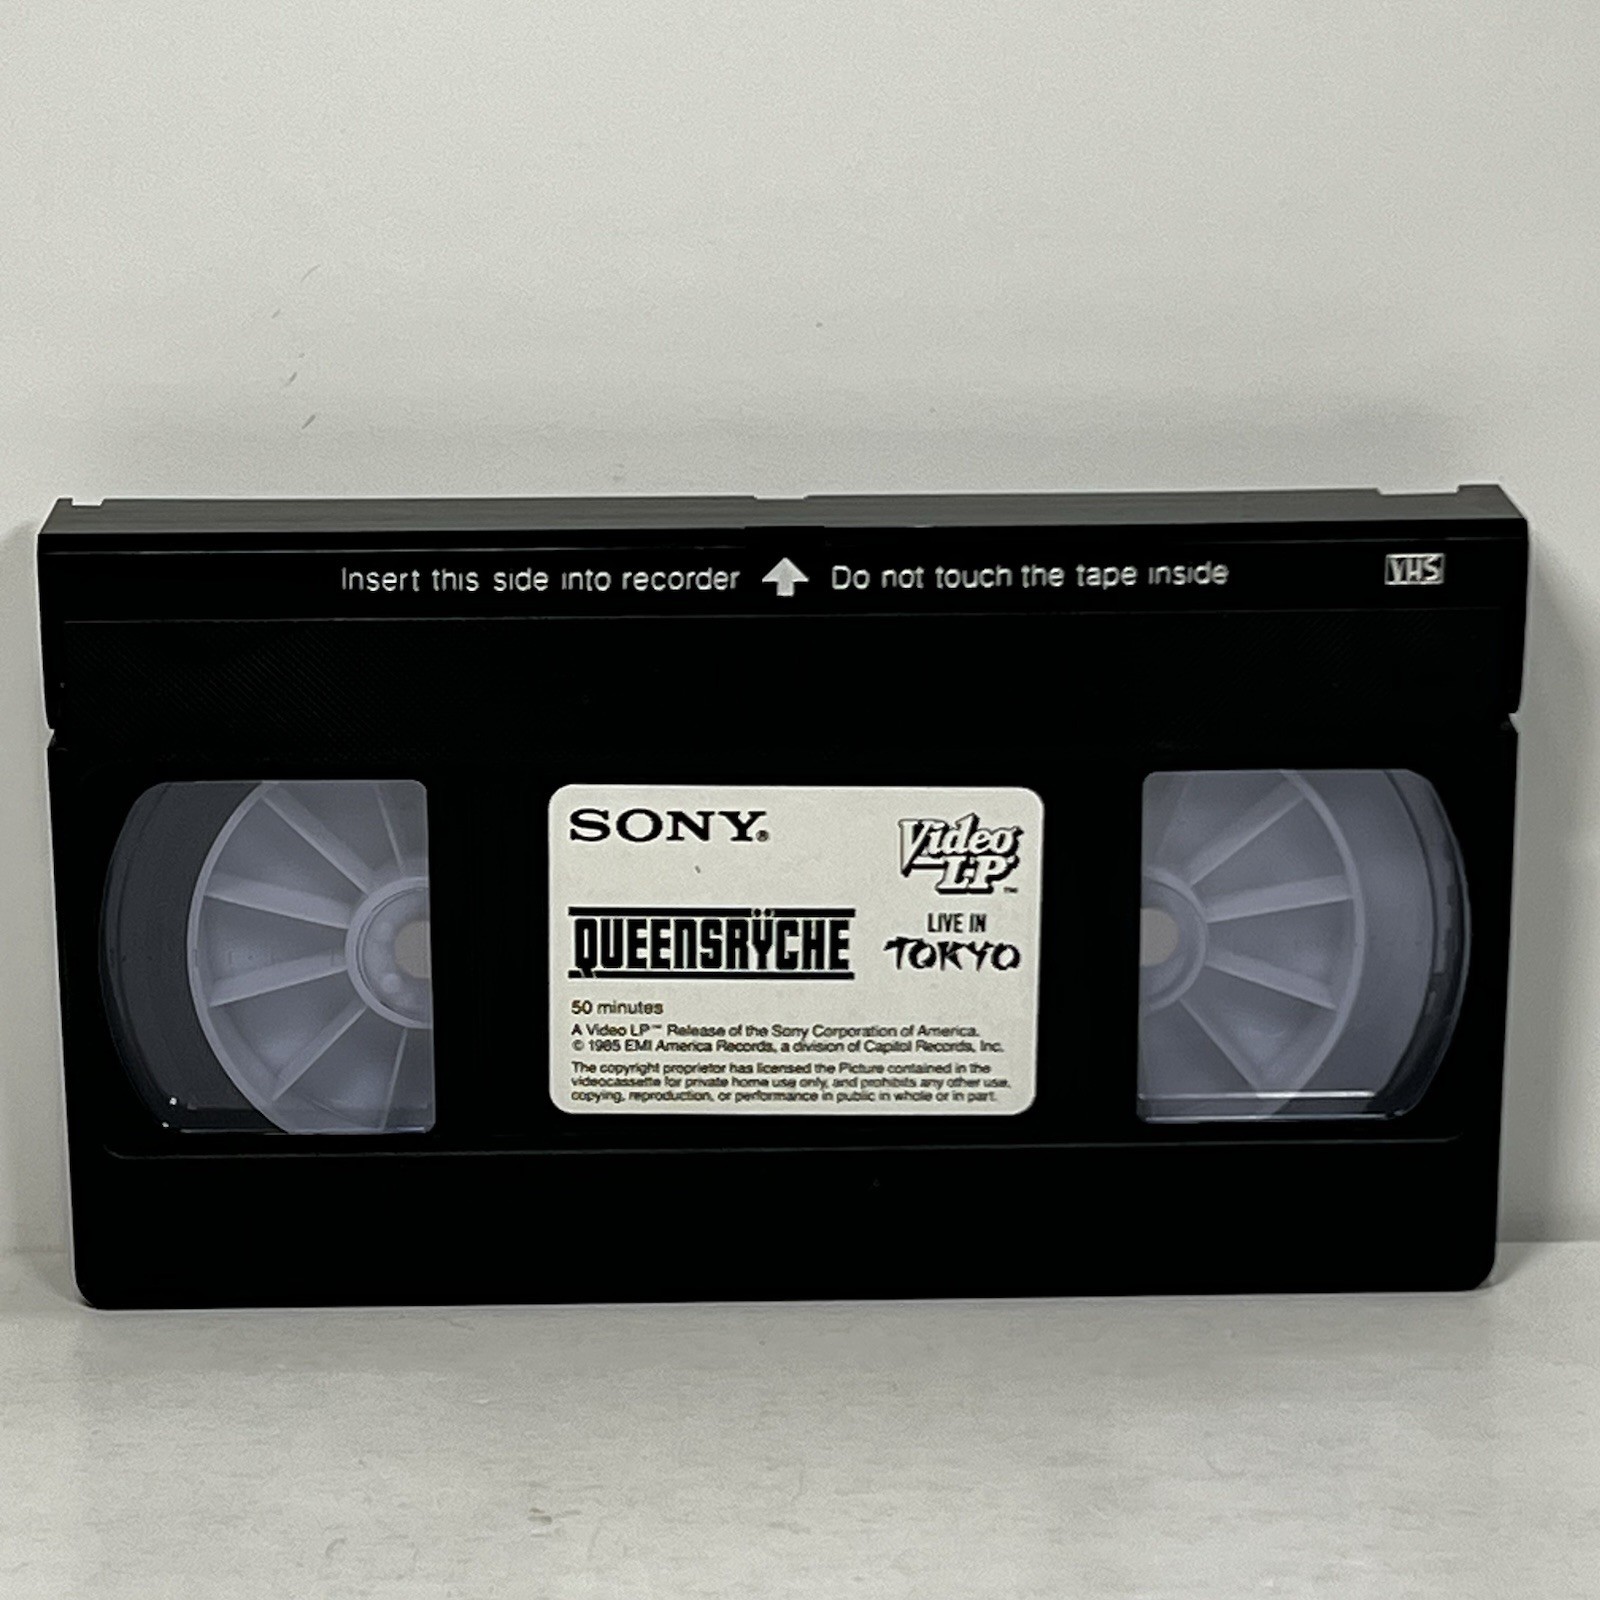 Insert this side into recorder Do not touch the tape inside VHS
SONY®
Video
LP™
QUEENSRŸCHE
LIVE IN
TOKYO
50 minutes
A Video LP™ Release of the Sony Corporation of America.
© 1985 EMI America Records, a division of Capitol Records, Inc.
The copyright proprietor has licensed the Picture contained in the
videocassette for private home use only, and prohibits any other use,
copying, reproduction, or performance in public in whole or in part.